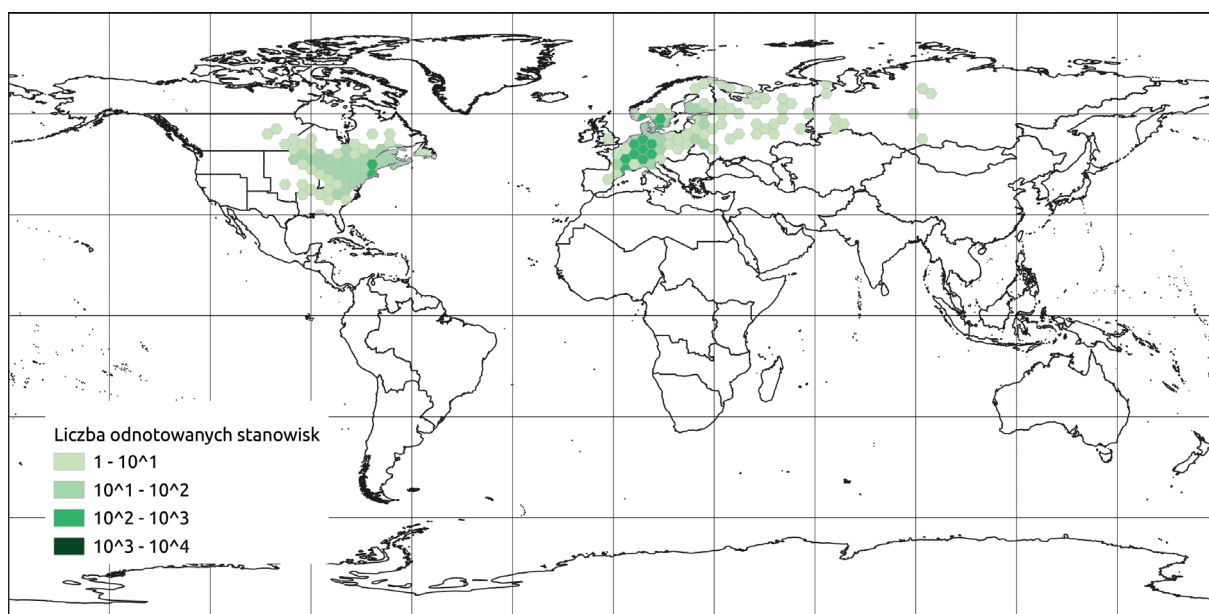 Liczba odnotowanych stanowisk
1 - 10^1
10^1 - 10^2
10^2 - 10^3
10^3 - 10^4